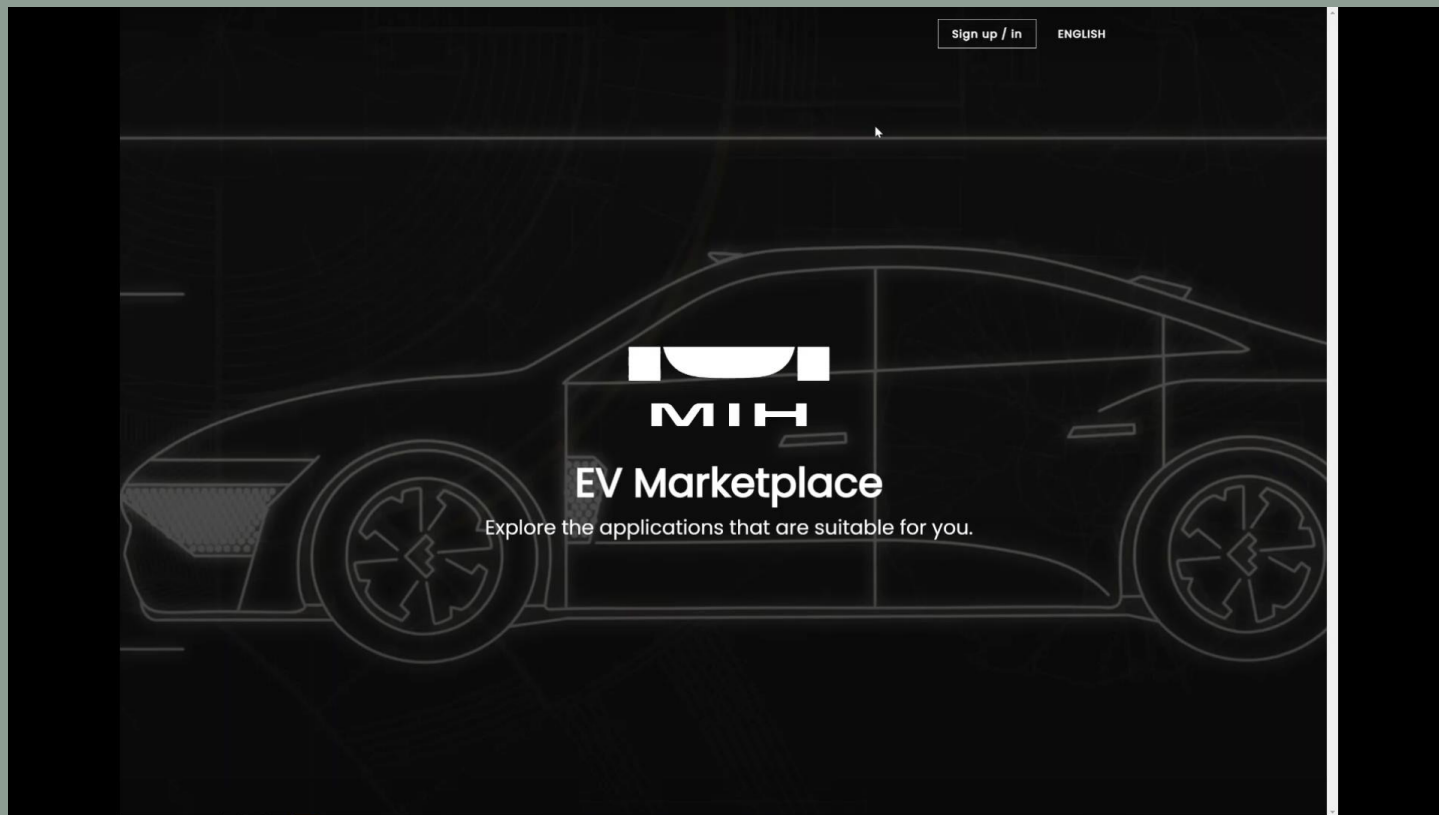 Sign up / in
ENGLISH
MIH
EV Marketplace
Explore the applications that are suitable for you.